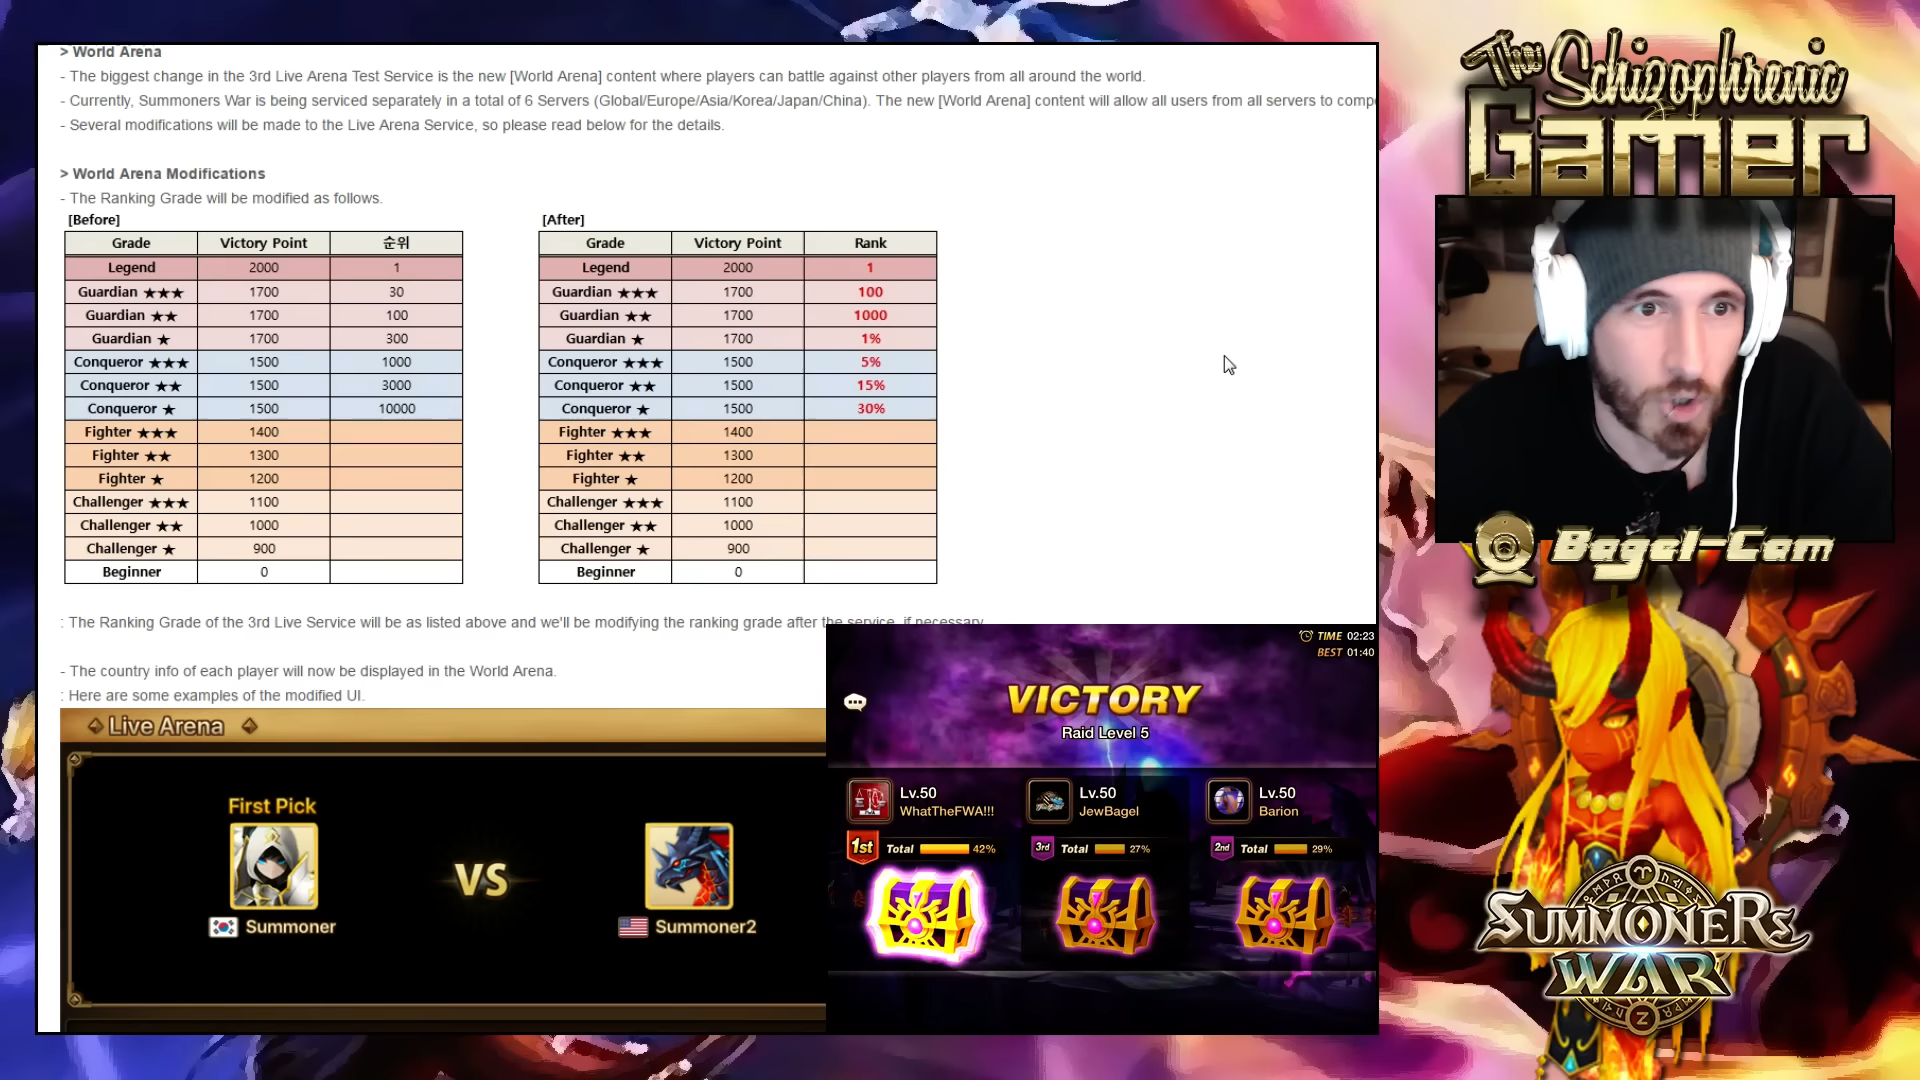 > World Arena
- The biggest change in the 3rd Live Arena Test Service is the new [World Arena] content where players can battle against other players from all around the world.
- Currently, Summoners War is being serviced separately in a total of 6 Servers (Global/Europe/Asia/Korea/Japan/China). The new [World Arena] content will allow all users from all servers to comp
- Several modifications will be made to the Live Arena Service, so please read below for the details.
> World Arena Modifications
- The Ranking Grade will be modified as follows.
[Before]
Grade Victory Point 순위
Legend 2000 1
Guardian ★★★ 1700 30
Guardian ★★ 1700 100
Guardian ★ 1700 300
Conqueror ★★★ 1500 1000
Conqueror ★★ 1500 3000
Conqueror ★ 1500 10000
Fighter ★★★ 1400
Fighter ★★ 1300
Fighter ★ 1200
Challenger ★★★ 1100
Challenger ★★ 1000
Challenger ★ 900
Beginner 0
[After]
Grade Victory Point Rank
Legend 2000 1
Guardian ★★★ 1700 100
Guardian ★★ 1700 1000
Guardian ★ 1700 1%
Conqueror ★★★ 1500 5%
Conqueror ★★ 1500 15%
Conqueror ★ 1500 30%
Fighter ★★★ 1400
Fighter ★★ 1300
Fighter ★ 1200
Challenger ★★★ 1100
Challenger ★★ 1000
Challenger ★ 900
Beginner 0
: The Ranking Grade of the 3rd Live Service will be as listed above and we'll be modifying the ranking grade after the service, if necessary
- The country info of each player will now be displayed in the World Arena.
: Here are some examples of the modified UI.
Live Arena
First Pick
VS
Summoner
Summoner2
TIME 02:23
BEST 01:40
VICTORY
Raid Level 5
Lv.50
WhatTheFWA!!!
1st Total 42%
Lv.50
JewBagel
3rd Total 27%
Lv.50
Barion
2nd Total 29%
The Schizophrenic
Gamer
Bagel-Cam
SUMMONERS
WAR